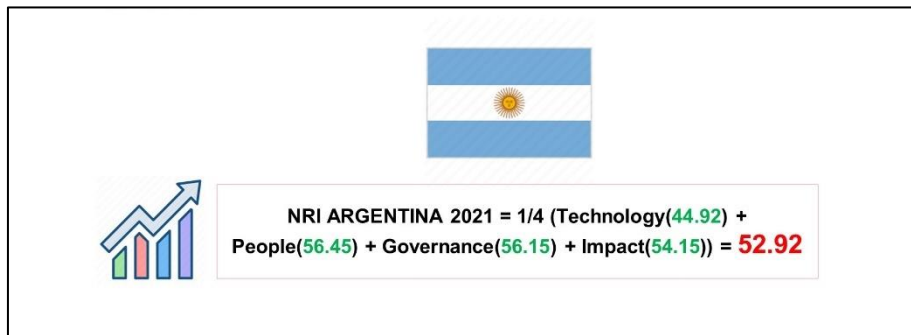 NRI ARGENTINA 2021 = 1/4 (Technology(44.92) +
People(56.45) + Governance(56.15) + Impact(54.15)) = 52.92